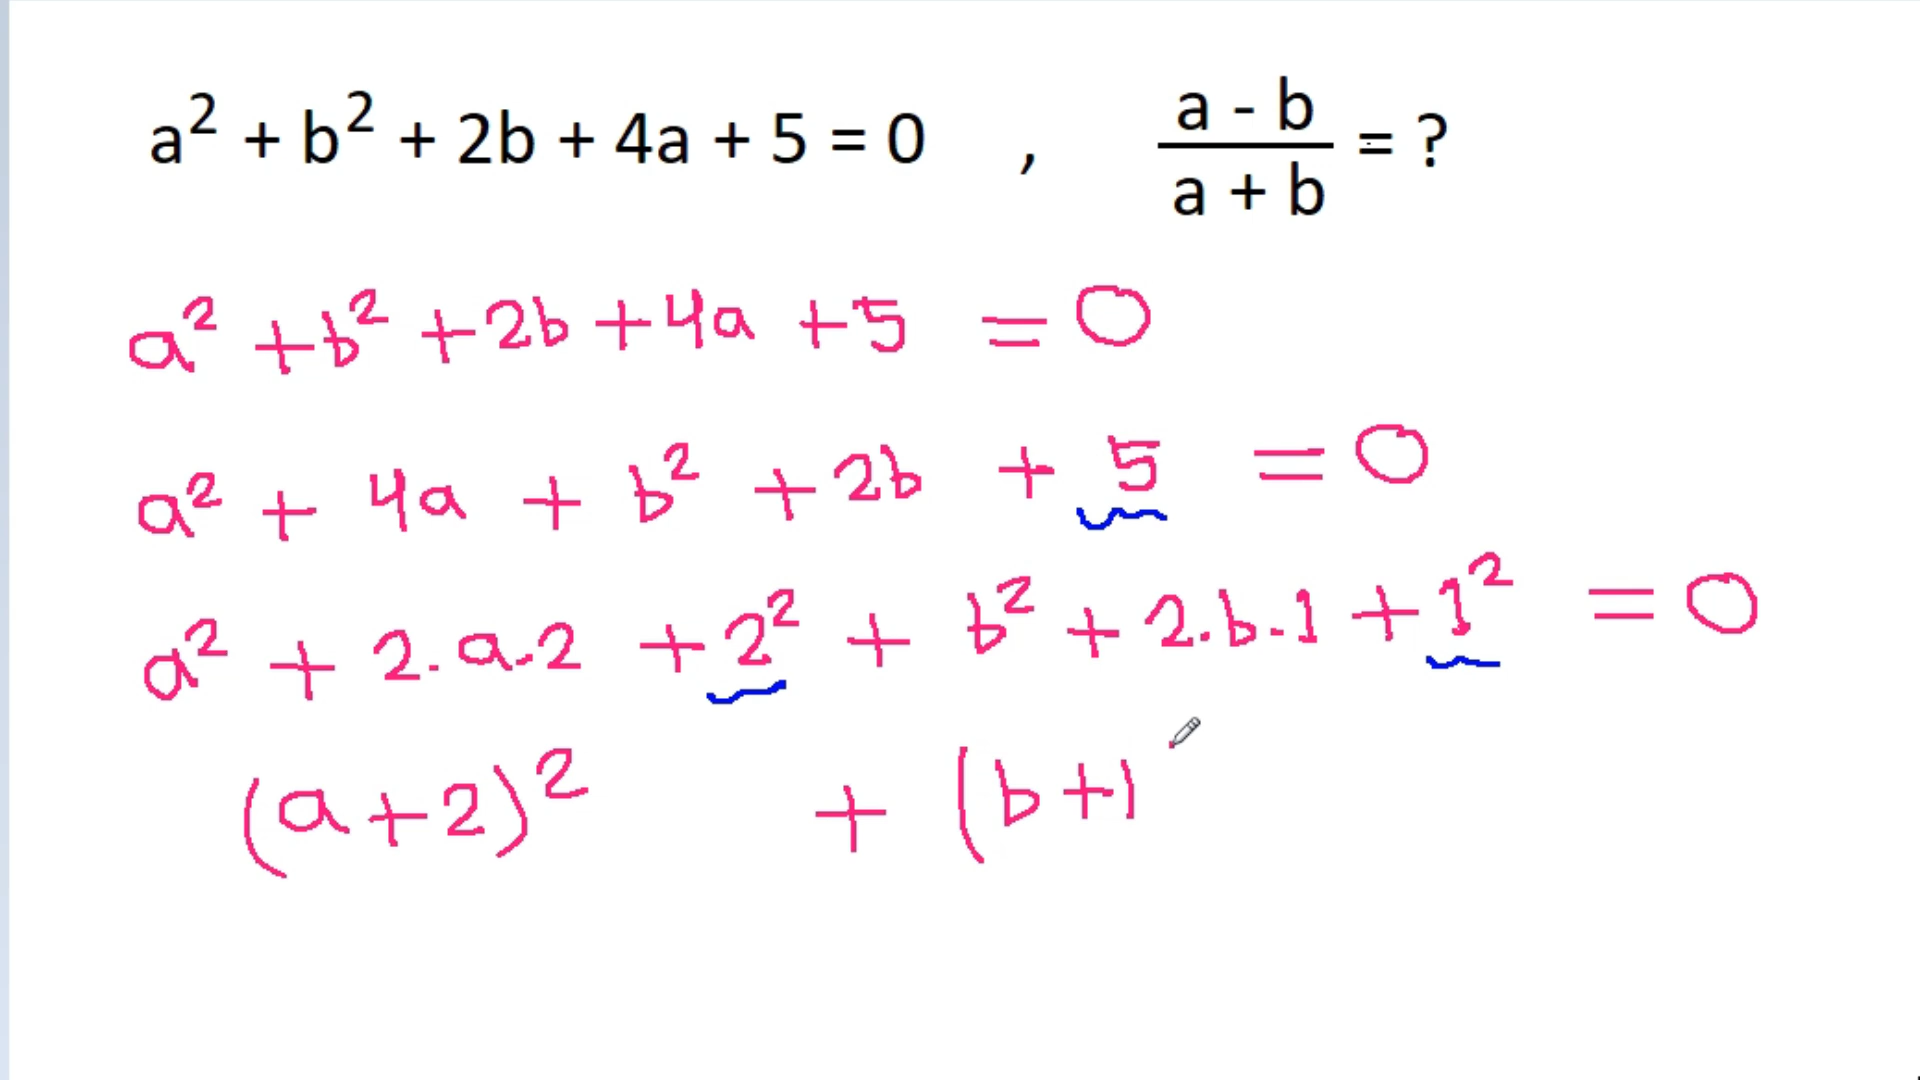 a² + b² + 2b + 4a + 5 = 0 , (a - b)/(a + b) = ?
a² + b² + 2b + 4a + 5 = 0
a² + 4a + b² + 2b + 5 = 0
a² + 2.a.2 + 2² + b² + 2.b.1 + 1² = 0
(a+2)² + (b+1